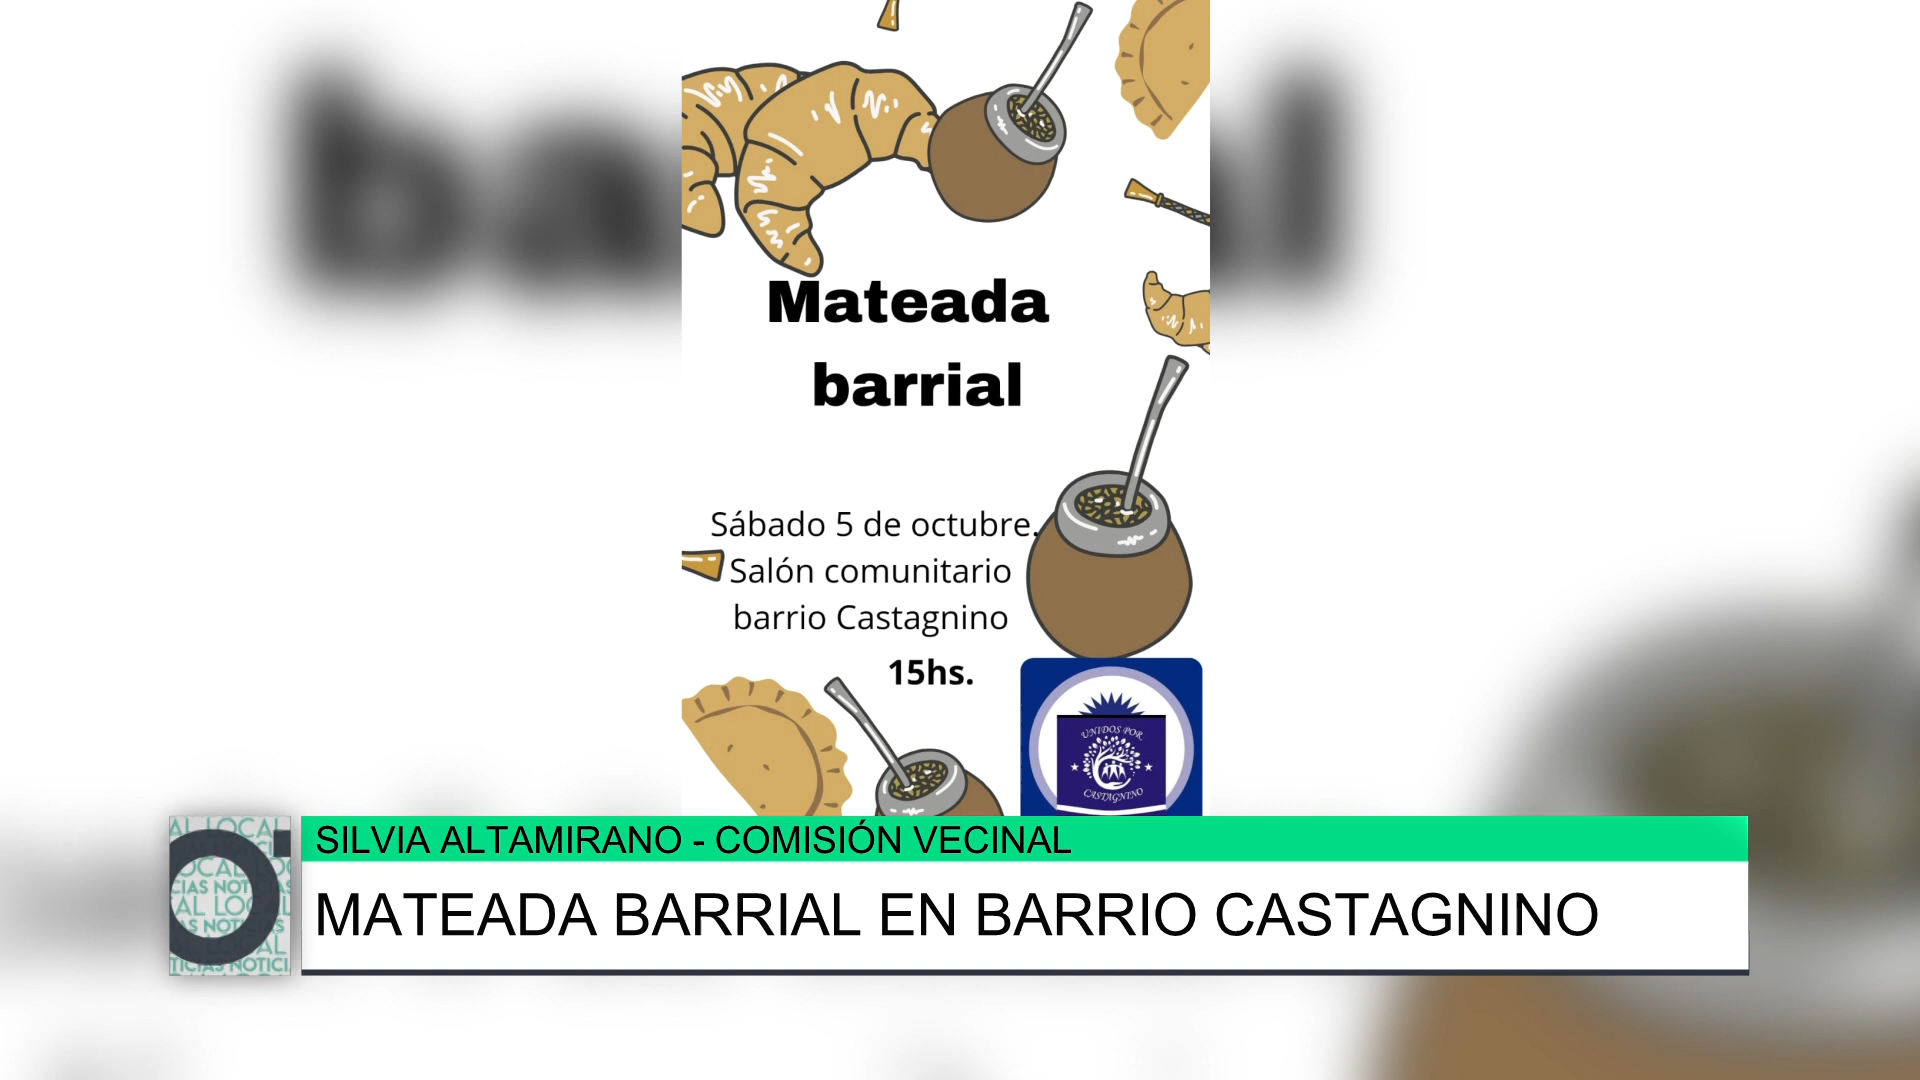 Mateada
barrial
Sábado 5 de octubre.
Salón comunitario
barrio Castagnino
15hs.
UNIDOS POR
CASTAGNINO
SILVIA ALTAMIRANO - COMISIÓN VECINAL
MATEADA BARRIAL EN BARRIO CASTAGNINO